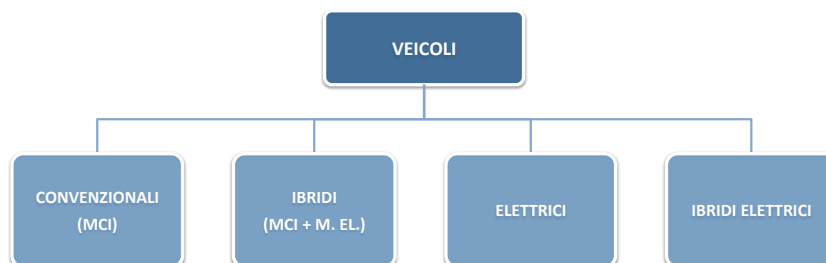 VEICOLI
CONVENZIONALI
(MCI)
IBRIDI
(MCI + M. EL.)
ELETTRICI
IBRIDI ELETTRICI